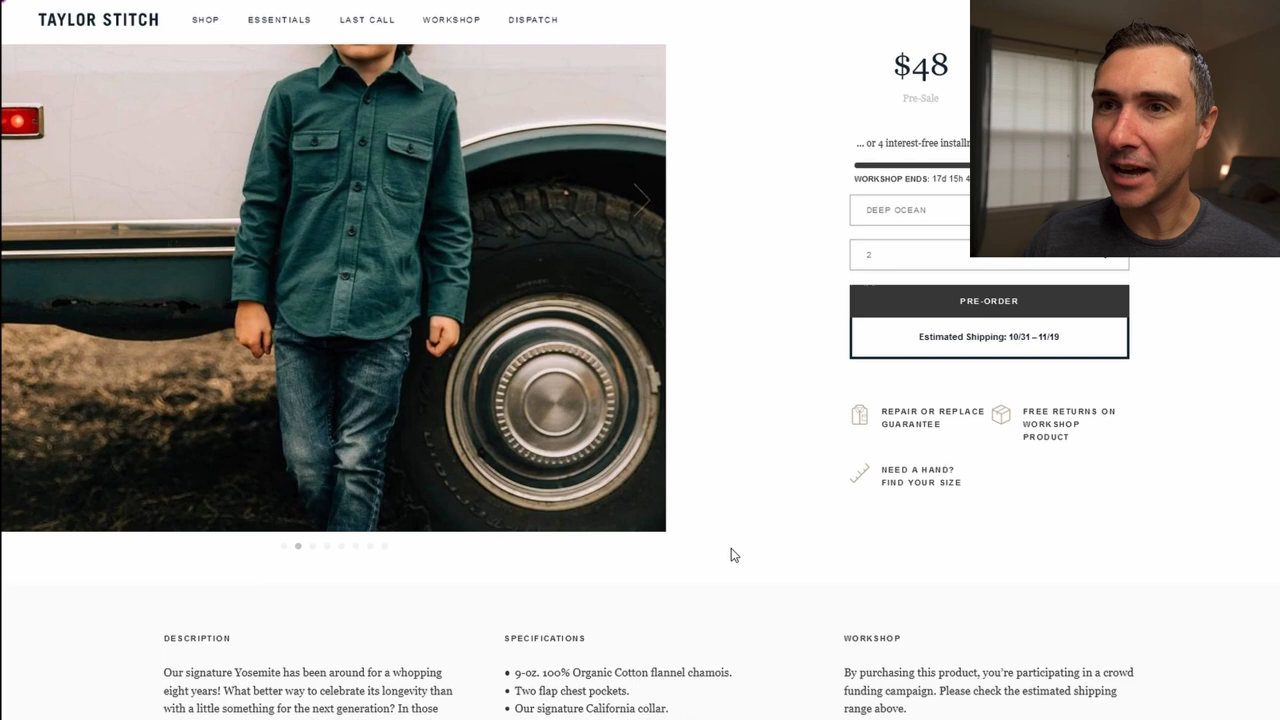 TAYLOR STITCH
SHOP ESSENTIALS LAST CALL WORKSHOP DISPATCH
$48
Pre-Sale
... or 4 interest-free
WORKSHOP ENDS: 17d 15h
DEEP OCEAN
2
PRE-ORDER
Estimated Shipping: 10/31 – 11/19
REPAIR OR REPLACE
GUARANTEE
FREE RETURNS ON
WORKSHOP
PRODUCT
NEED A HAND?
FIND YOUR SIZE
DESCRIPTION
Our signature Yosemite has been around for a whopping
eight years! What better way to celebrate its longevity than
with a little something for the next generation? In those
SPECIFICATIONS
• 9-oz. 100% Organic Cotton flannel chamois.
• Two flap chest pockets.
• Our signature California collar.
WORKSHOP
By purchasing this product, you're participating in a crowd
funding campaign. Please check the estimated shipping
range above.